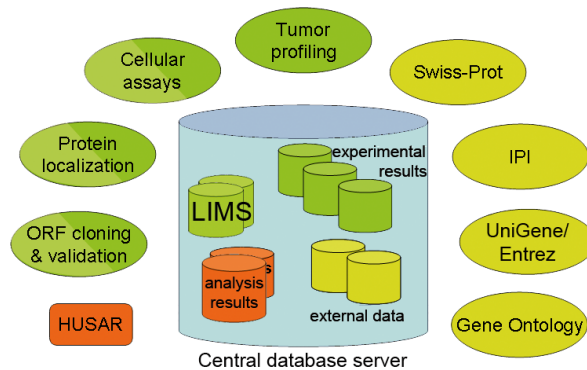 Tumor
profiling
Cellular
assays
Swiss-Prot
Protein
localization
IPI
experimental
results
LIMS
ORF cloning
& validation
UniGene/
Entrez
analysis
results
external data
HUSAR
Gene Ontology
Central database server